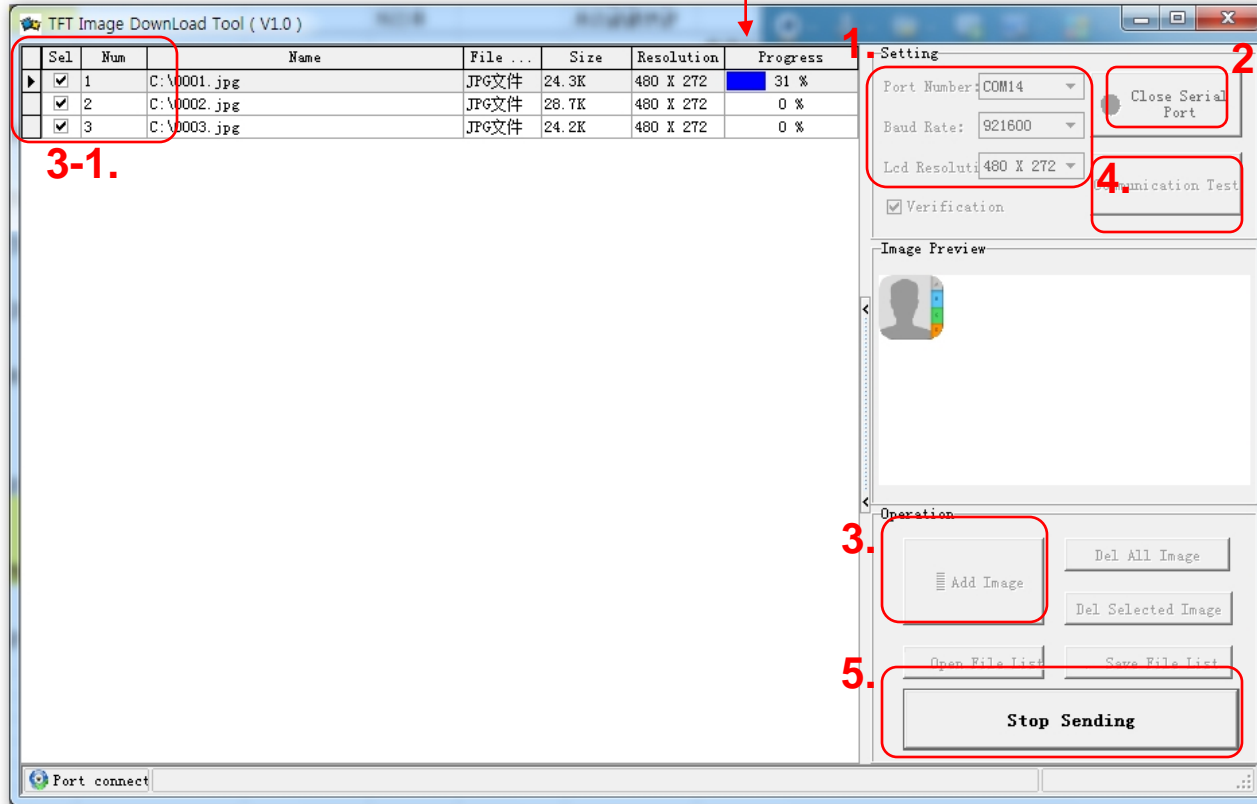 TFT Image DownLoad Tool ( V1.0 )
Sel Num Name File ... Size Resolution Progress
1 C:\0001.jpg JPG文件 24.3K 480 X 272 31 %
2 C:\0002.jpg JPG文件 28.7K 480 X 272 0 %
3 C:\0003.jpg JPG文件 24.2K 480 X 272 0 %
3-1.
1.
Setting
2
Port Number: COM14
Close Serial
Port
Baud Rate: 921600
Lcd Resoluti 480 X 272
4.
munication Test
Verification
Image Preview
Operation
3.
Add Image
Del All Image
Del Selected Image
Open File List
Save File List
5.
Stop Sending
Port connect